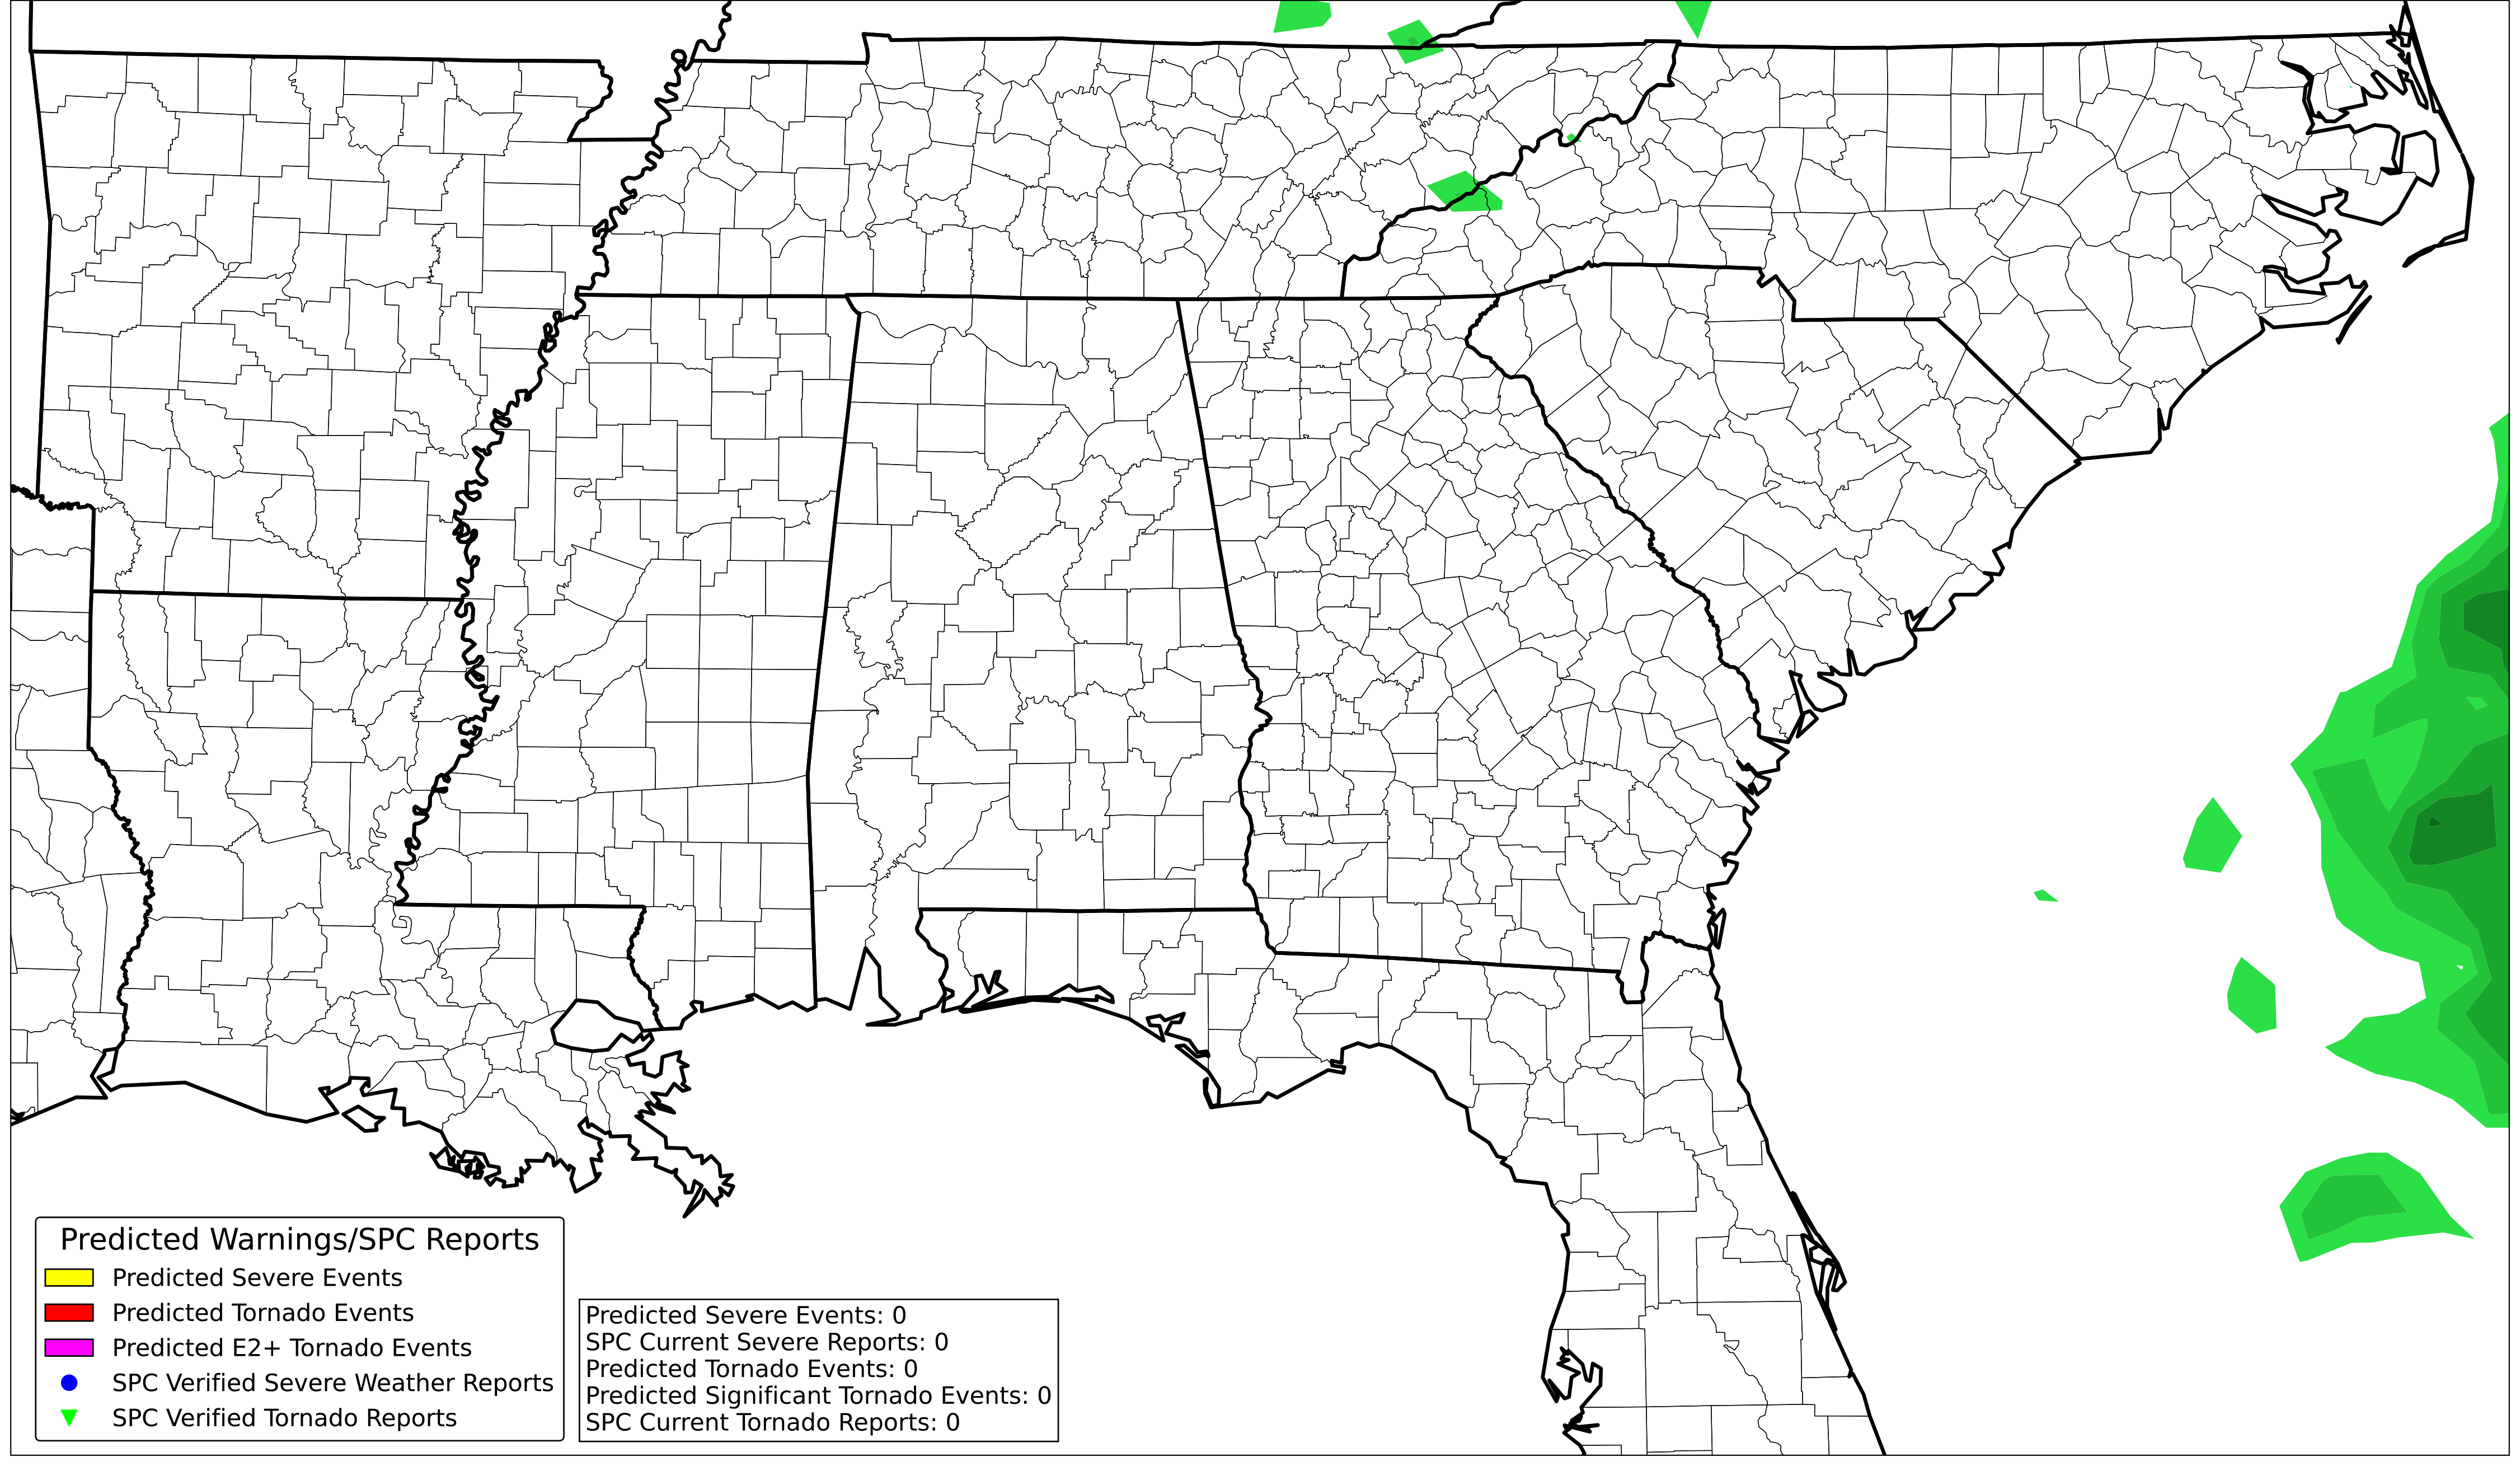 Predicted Warnings/SPC Reports
Predicted Severe Events
Predicted Tornado Events
Predicted E2+ Tornado Events
SPC Verified Severe Weather Reports
SPC Verified Tornado Reports
Predicted Severe Events: 0
SPC Current Severe Reports: 0
Predicted Tornado Events: 0
Predicted Significant Tornado Events: 0
SPC Current Tornado Reports: 0